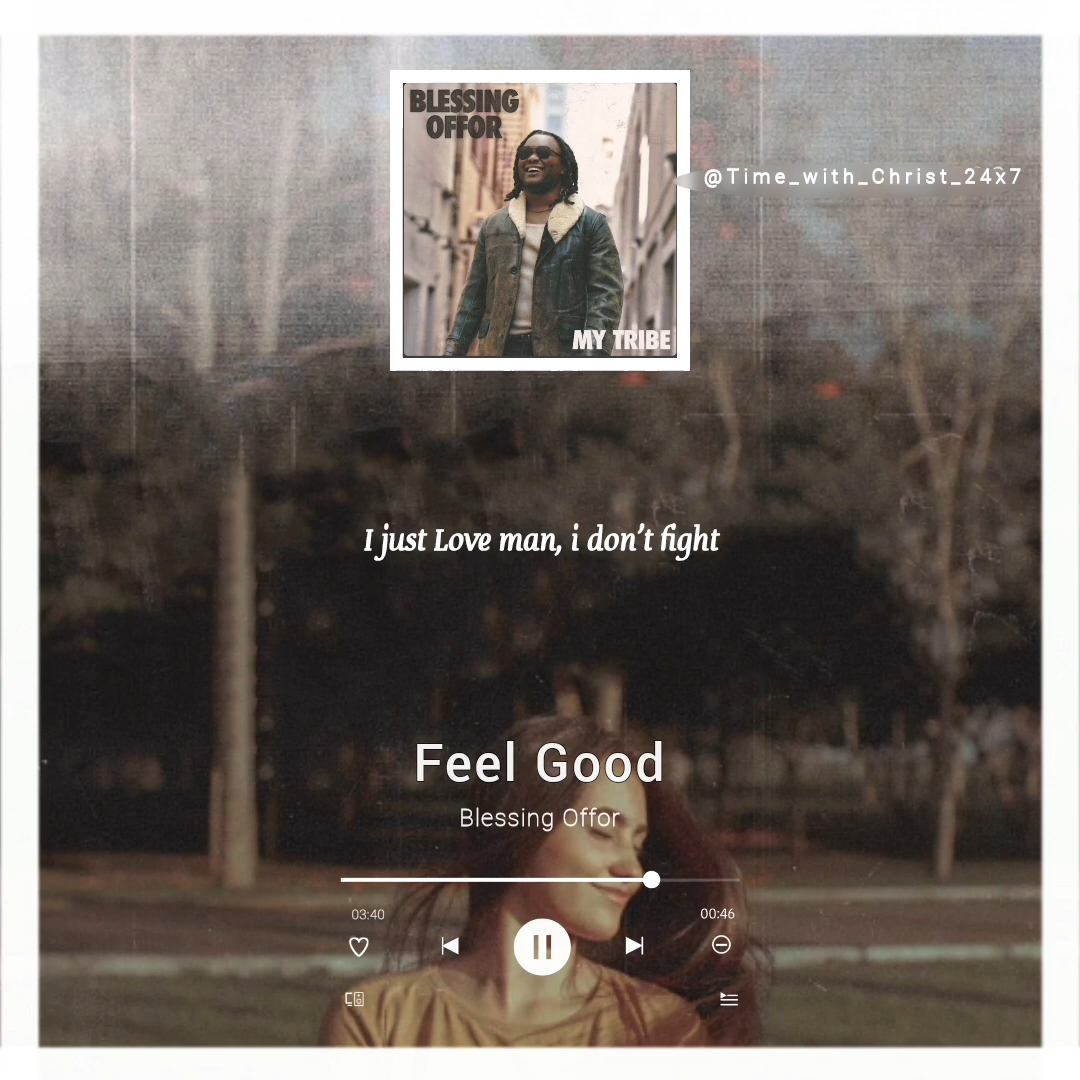 BLESSING
OFFOR
MY TRIBE
@Time_with_Christ_24x7
I just Love man, i don’t fight
Feel Good
Blessing Offor
03:40
00:46